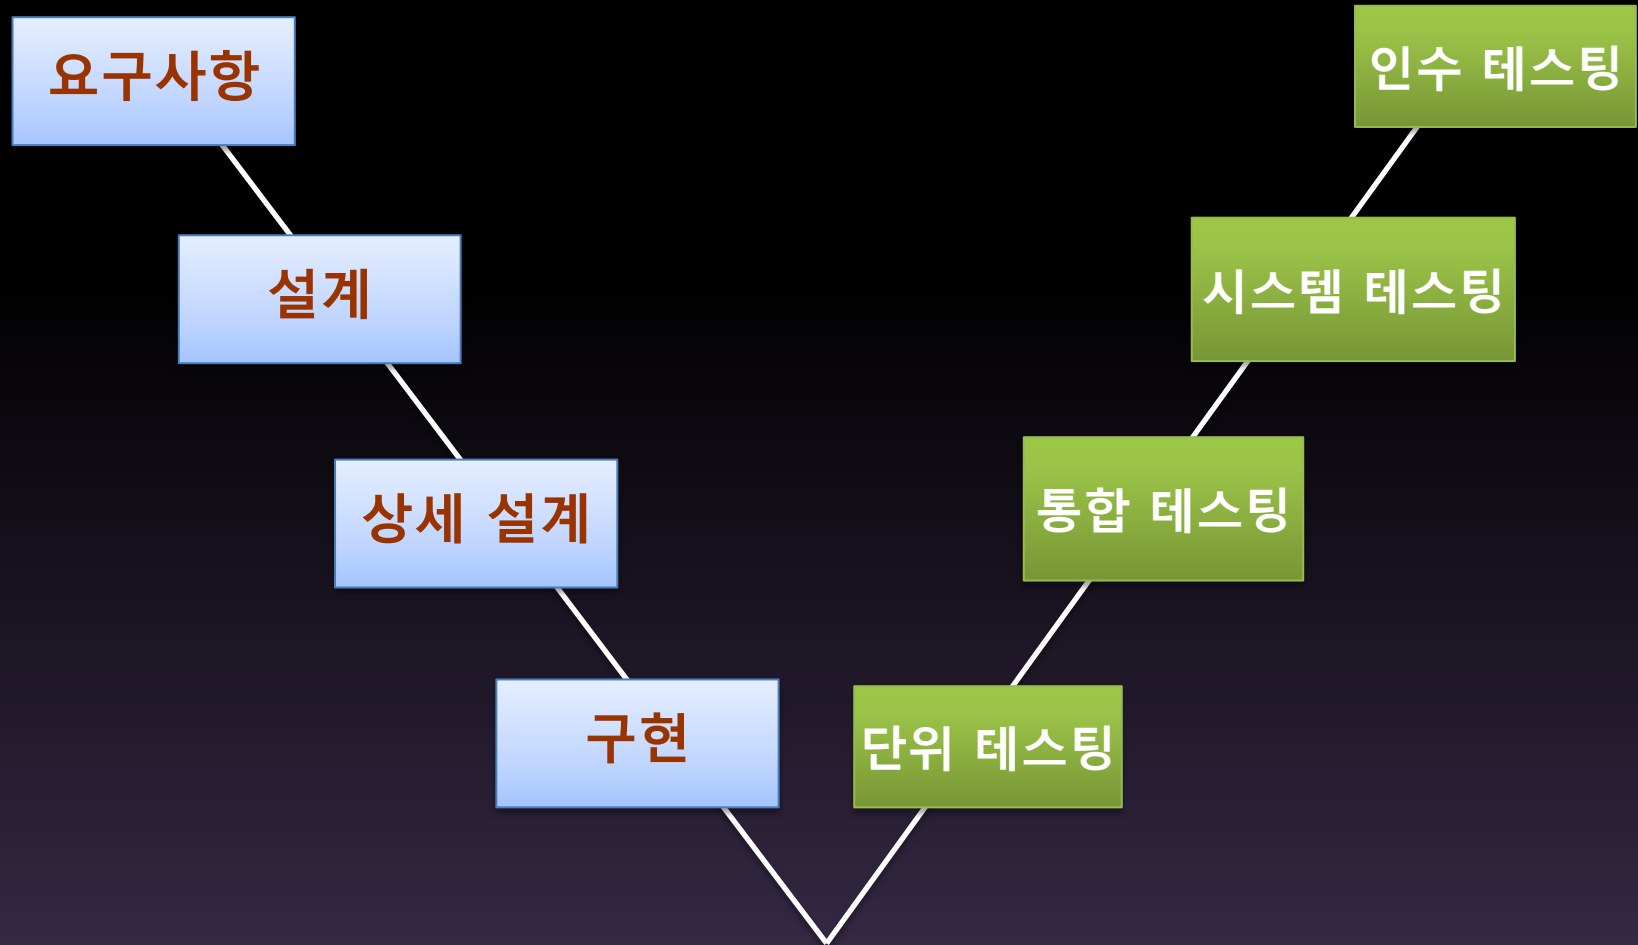 요구사항
인수 테스팅
설계
시스템 테스팅
상세 설계
통합 테스팅
구현
단위 테스팅